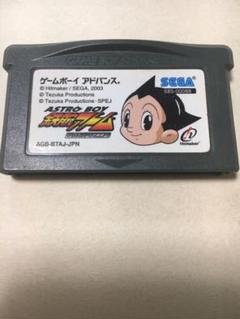 ゲームボーイ アドバンス®
© Hitmaker / SEGA, 2003
© Tezuka Productions
© Tezuka Productions・SPEJ
SEGA
ASTRO BOY
鉄腕アトム
Hitmaker
AGB-BTAJ-JPN